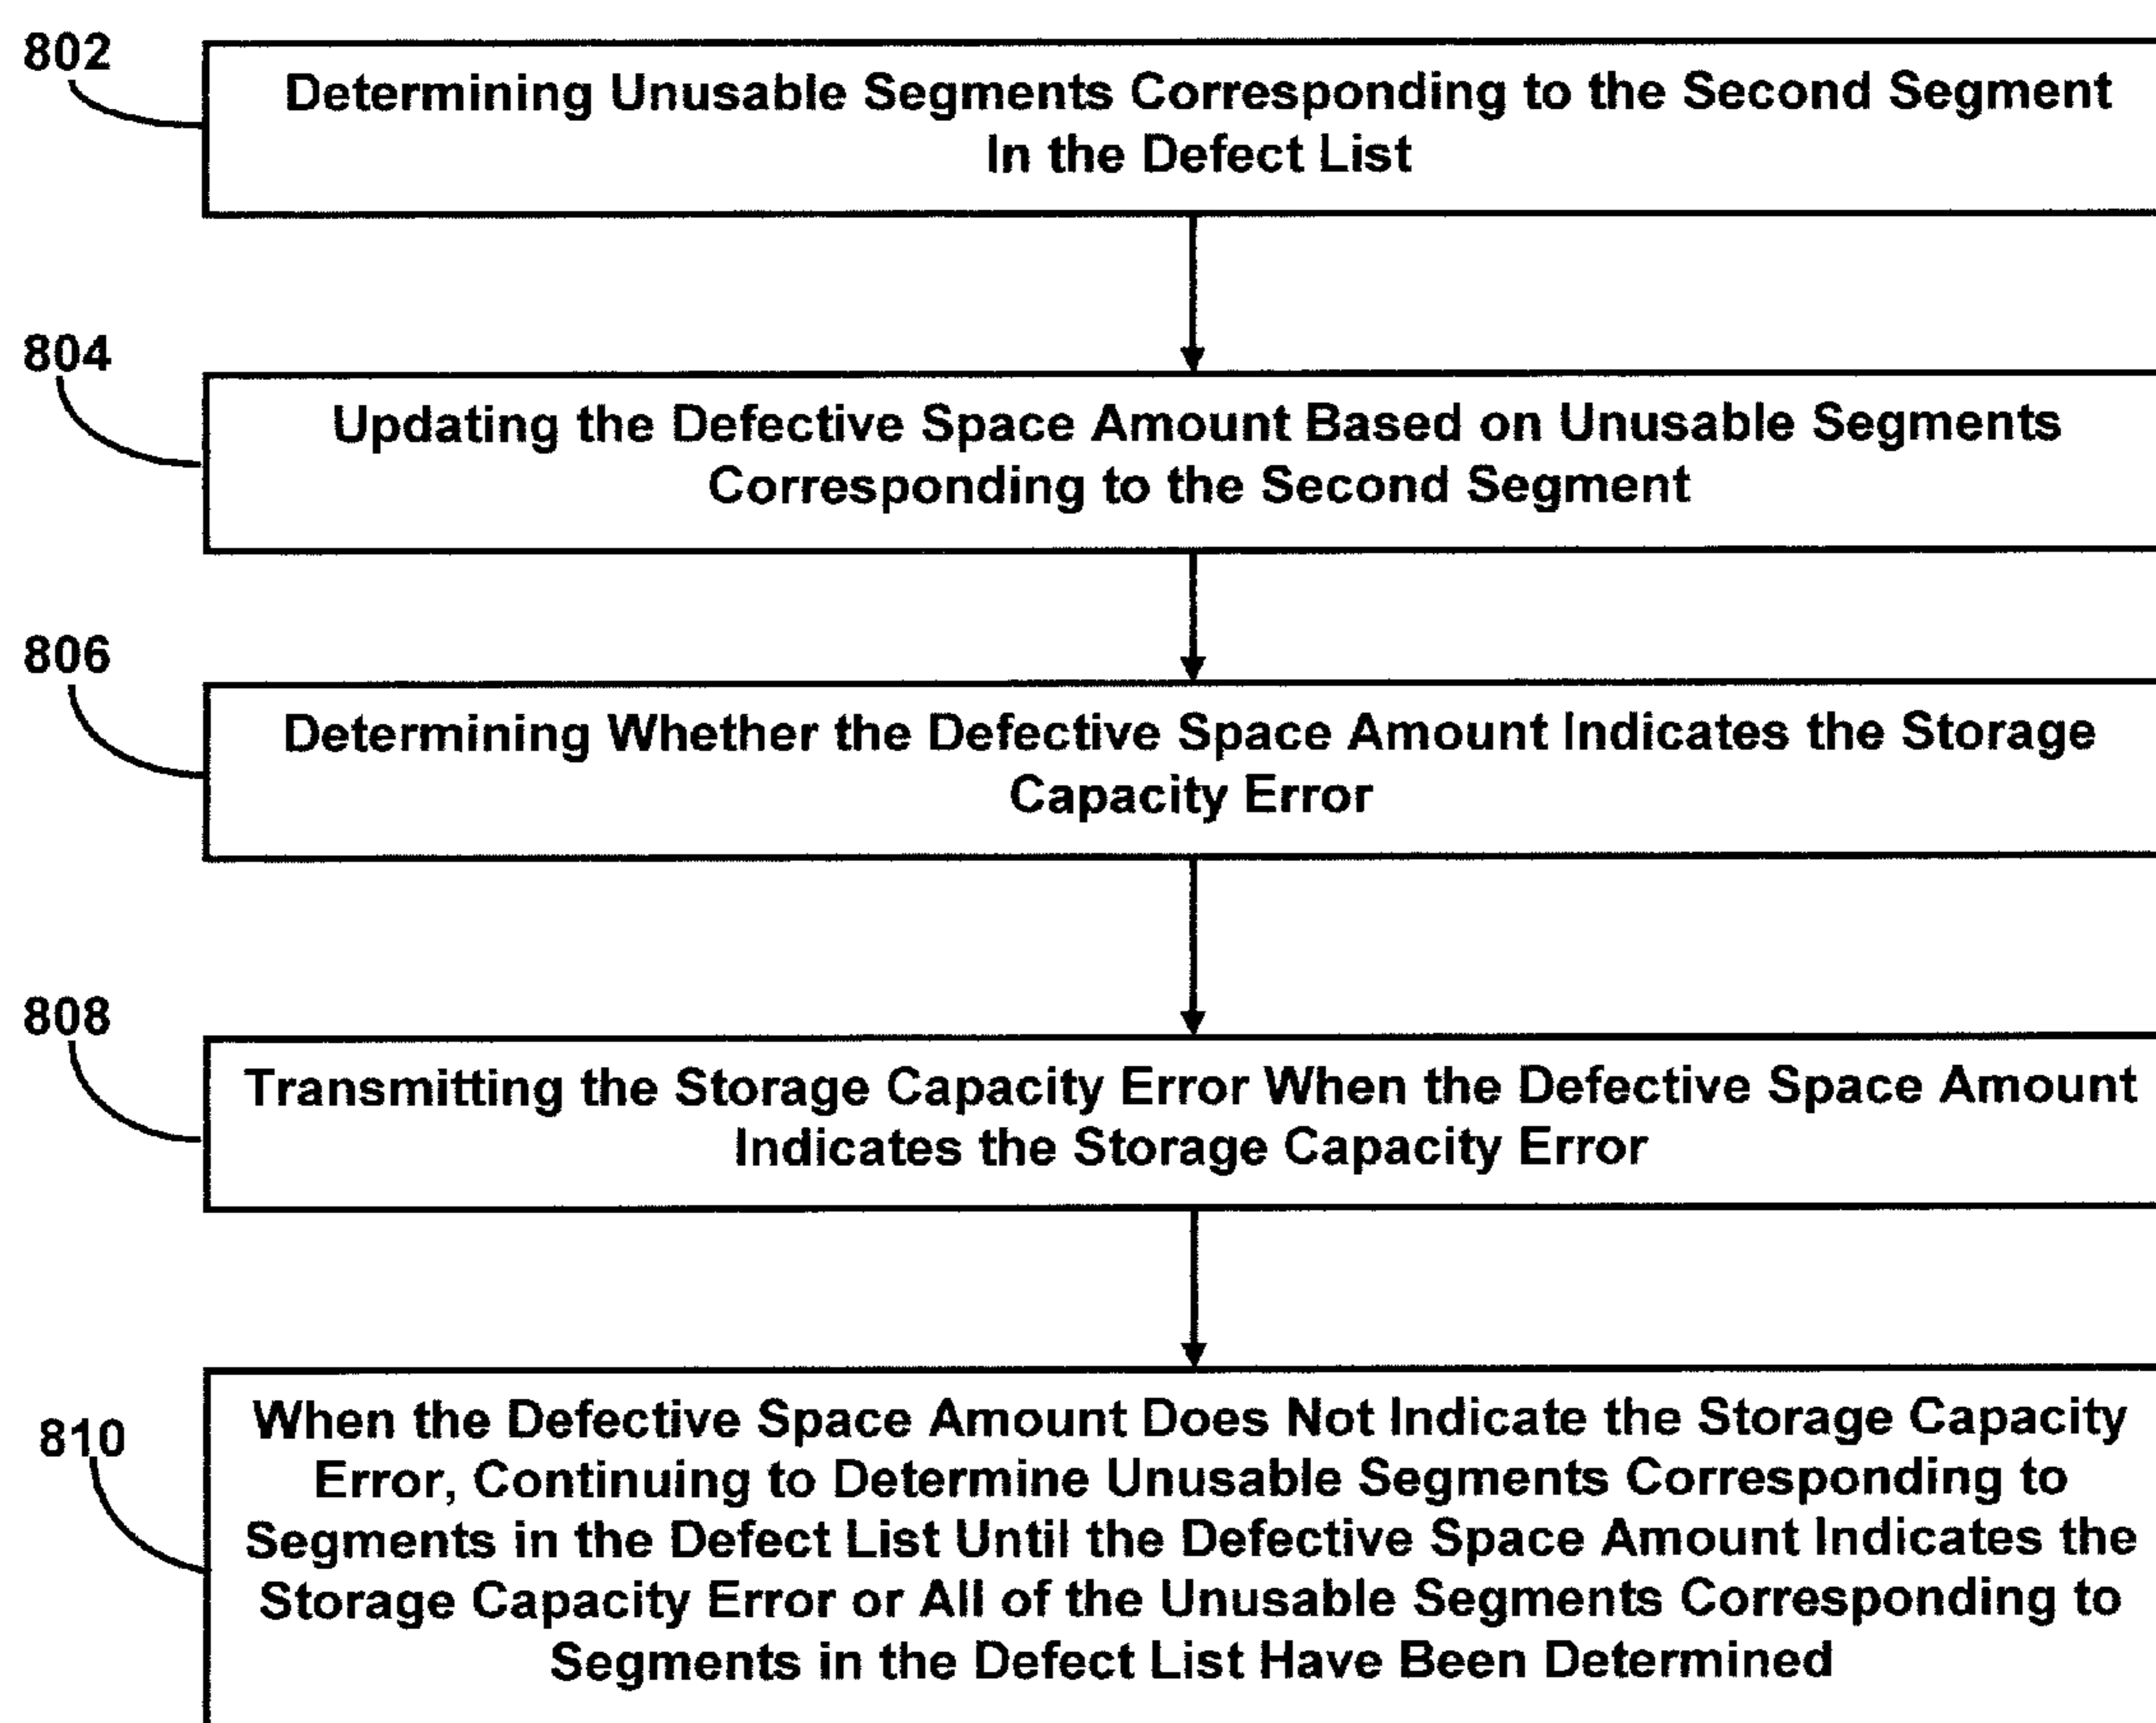 802
Determining Unusable Segments Corresponding to the Second Segment
In the Defect List
804
Updating the Defective Space Amount Based on Unusable Segments
Corresponding to the Second Segment
806
Determining Whether the Defective Space Amount Indicates the Storage
Capacity Error
808
Transmitting the Storage Capacity Error When the Defective Space Amount
Indicates the Storage Capacity Error
810
When the Defective Space Amount Does Not Indicate the Storage Capacity
Error, Continuing to Determine Unusable Segments Corresponding to
Segments in the Defect List Until the Defective Space Amount Indicates the
Storage Capacity Error or All of the Unusable Segments Corresponding to
Segments in the Defect List Have Been Determined